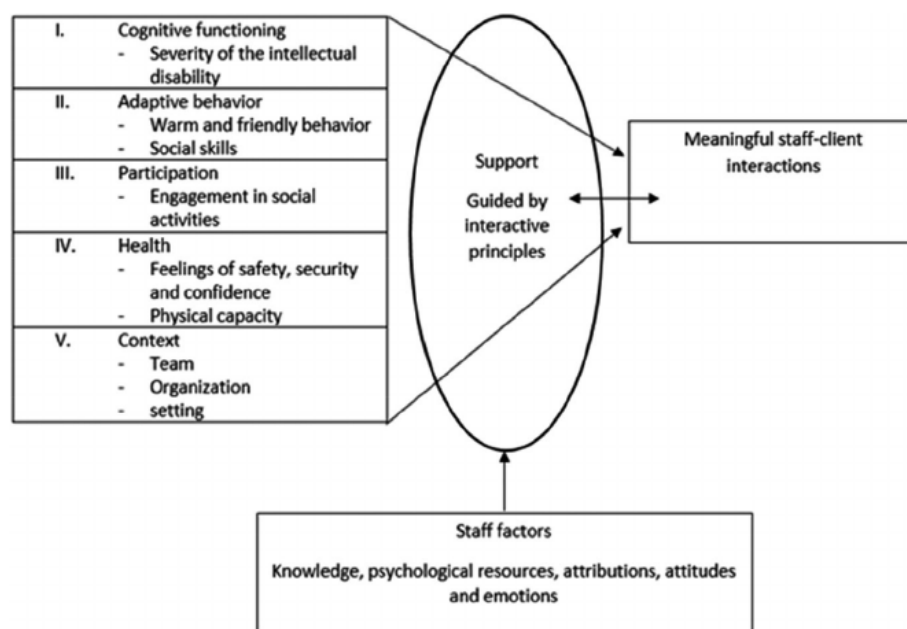 I. Cognitive functioning
- Severity of the intellectual
disability
II. Adaptive behavior
- Warm and friendly behavior
- Social skills
III. Participation
- Engagement in social
activities
IV. Health
- Feelings of safety, security
and confidence
- Physical capacity
V. Context
- Team
- Organization
- setting
Support
Guided by
interactive
principles
Meaningful staff-client
interactions
Staff factors
Knowledge, psychological resources, attributions, attitudes
and emotions